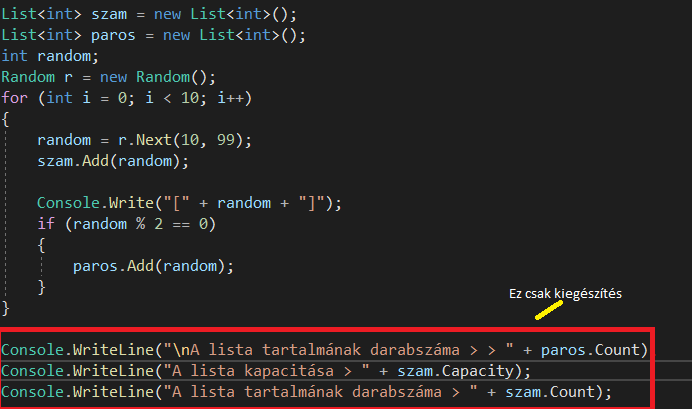 List<int> szam = new List<int>();
List<int> paros = new List<int>();
int random;
Random r = new Random();
for (int i = 0; i < 10; i++)
{
    random = r.Next(10, 99);
    szam.Add(random);

    Console.Write("[" + random + "]");
    if (random % 2 == 0)
    {
        paros.Add(random);
    }
}
Ez csak kiegészítés
Console.WriteLine("\nA lista tartalmának darabszáma > > " + paros.Count)
Console.WriteLine("A lista kapacitása > " + szam.Capacity);
Console.WriteLine("A lista tartalmának darabszáma > " + szam.Count);